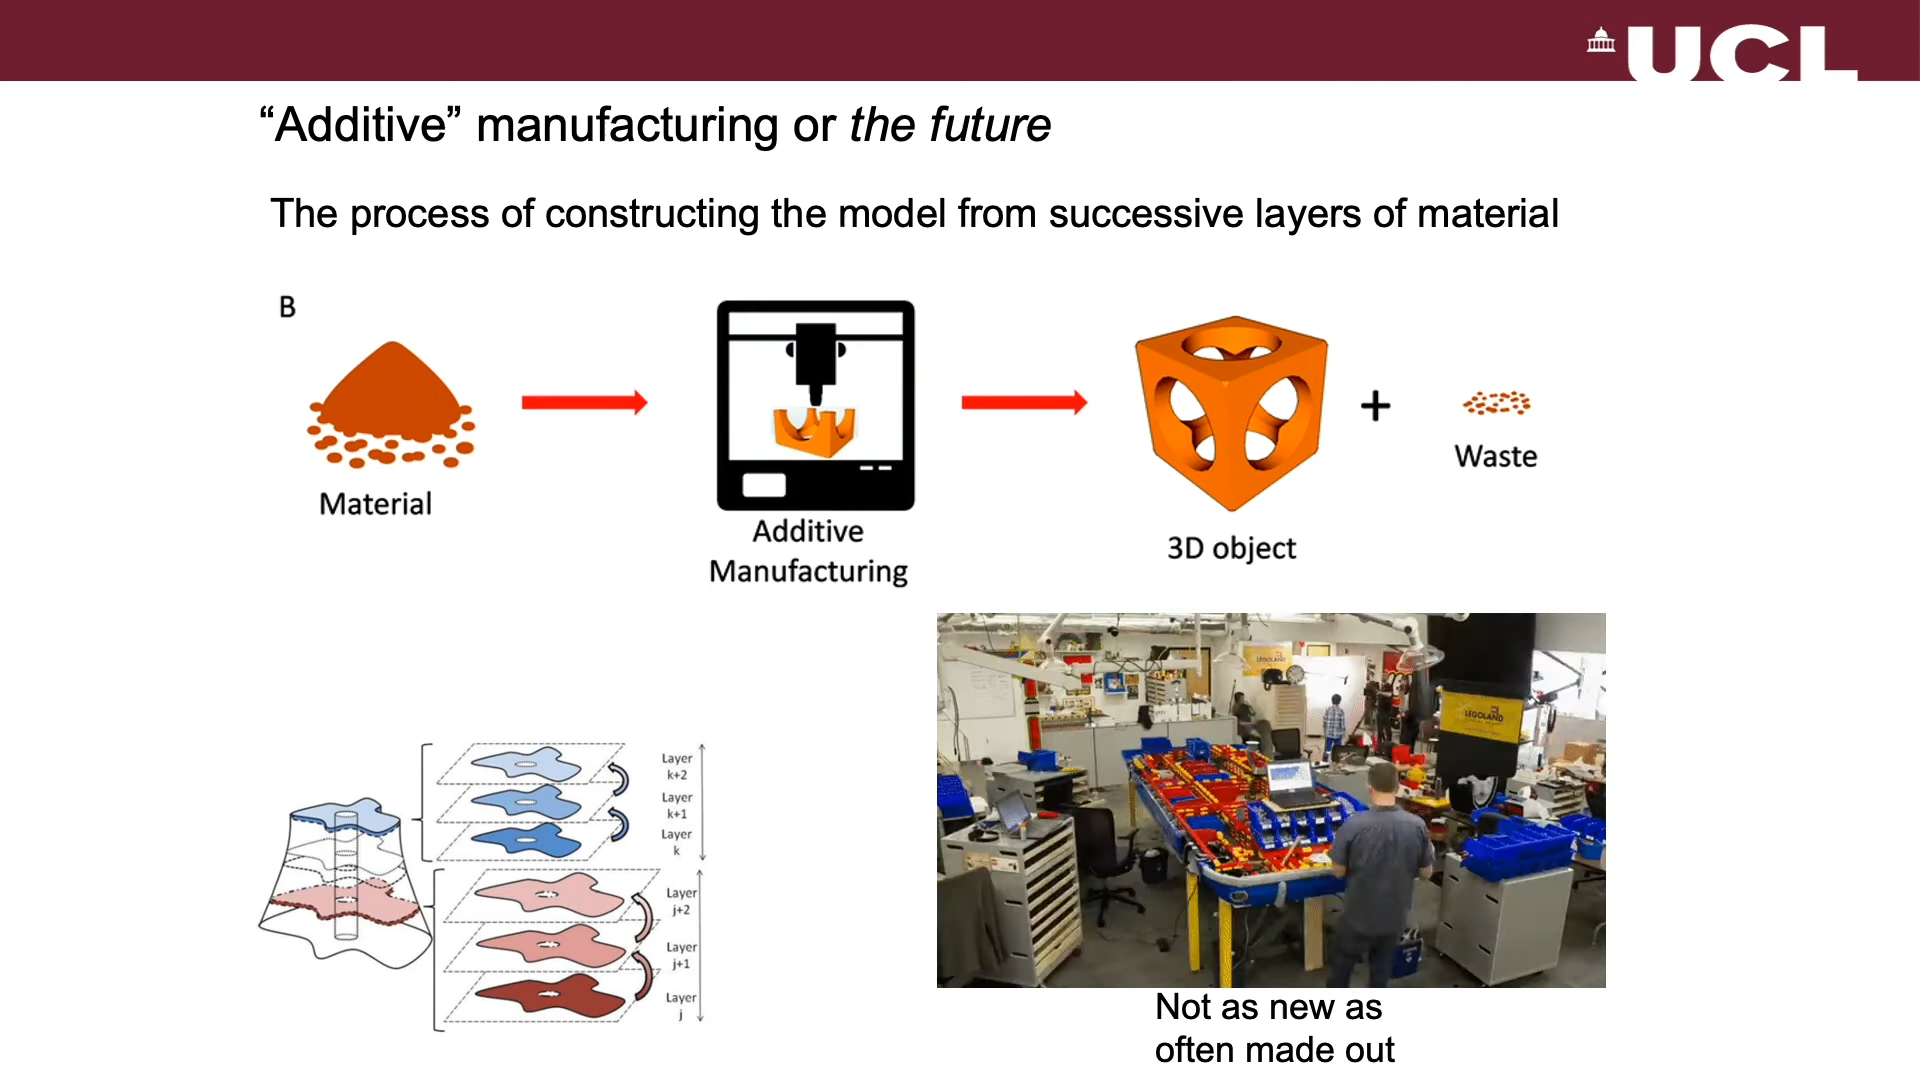 UCL
“Additive” manufacturing or the future
The process of constructing the model from successive layers of material
B
Material
Additive
Manufacturing
3D object
+
Waste
Layer
k+2
Layer
k+1
Layer
k
Layer
j+2
Layer
j+1
Layer
j
LEGOLAND
LEGOLAND
Not as new as
often made out